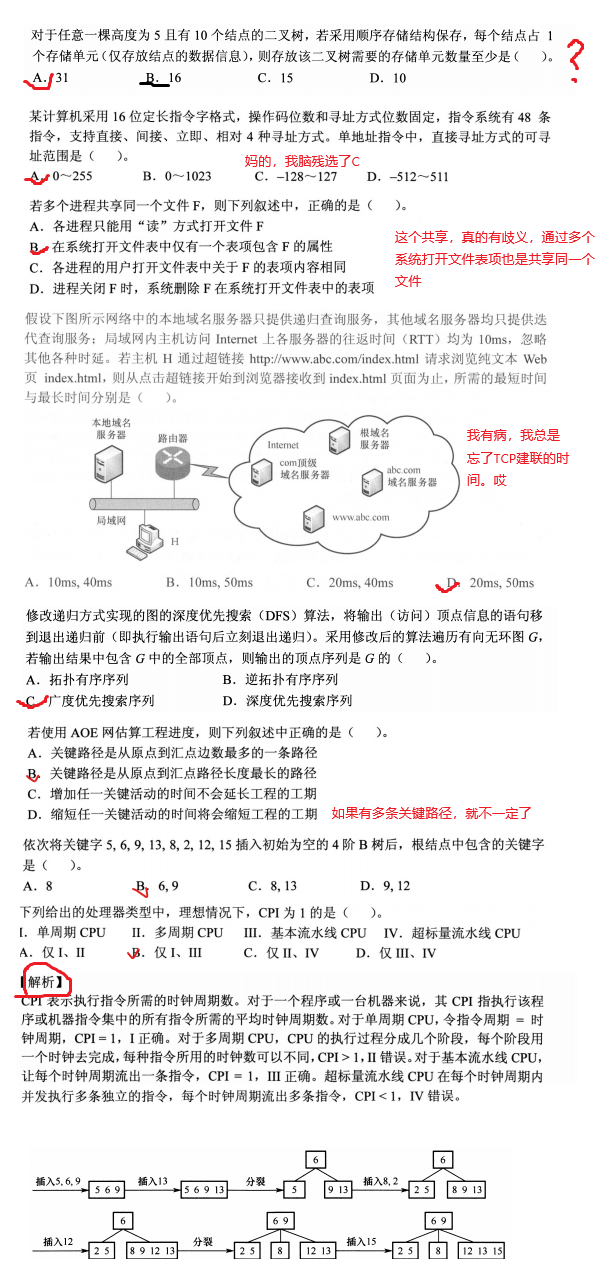 对于任意一棵高度为 5 且有 10 个结点的二叉树，若采用顺序存储结构保存，每个结点占 1
个存储单元(仅存放结点的数据信息)，则存放该二叉树需要的存储单元数量至少是（ ）。
A．31 B．16 C．15 D．10
某计算机采用 16 位定长指令字格式，操作码位数和寻址方式位数固定，指令系统有 48 条
指令，支持直接、间接、立即、相对 4 种寻址方式。单地址指令中，直接寻址方式的可寻
址范围是（ ）。
妈的，我脑残选了C
A．0～255 B．0～1023 C．–128～127 D．–512～511
若多个进程共享同一个文件 F，则下列叙述中，正确的是（ ）。
A．各进程只能用“读”方式打开文件 F
B．在系统打开文件表中仅有一个表项包含 F 的属性
C．各进程的用户打开文件表中关于 F 的表项内容相同
D．进程关闭 F 时，系统删除 F 在系统打开文件表中的表项
这个共享，真的有歧义，通过多个
系统打开文件表项也是共享同一个
文件
假设下图所示网络中的本地域名服务器只提供递归查询服务，其他域名服务器均只提供迭
代查询服务；局域网内主机访问 Internet 上各服务器的往返时间（RTT）均为 10ms，忽略
其他各种时延。若主机 H 通过超链接 http://www.abc.com/index.html 请求浏览纯文本 Web
页 index.html，则从点击超链接开始到浏览器接收到 index.html 页面为止，所需的最短时间
与最长时间分别是（ ）。
本地域名
服务器
路由器
Internet
根域名
服务器
com顶级
域名服务器
abc.com
域名服务器
www.abc.com
局域网
H
我有病，我总是
忘了TCP建联的时
间。哎
A．10ms, 40ms B．10ms, 50ms C．20ms, 40ms D．20ms, 50ms
修改递归方式实现的图的深度优先搜索（DFS）算法，将输出（访问）顶点信息的语句移
到退出递归前（即执行输出语句后立刻退出递归）。采用修改后的算法遍历有向无环图 G，
若输出结果中包含 G 中的全部顶点，则输出的顶点序列是 G 的（ ）。
A．拓扑有序序列 B．逆拓扑有序序列
C．广度优先搜索序列 D．深度优先搜索序列
若使用 AOE 网估算工程进度，则下列叙述中正确的是（ ）。
A．关键路径是从原点到汇点边数最多的一条路径
B．关键路径是从原点到汇点路径长度最长的路径
C．增加任一关键活动的时间不会延长工程的工期
D．缩短任一关键活动的时间将会缩短工程的工期 如果有多条关键路径，就不一定了
依次将关键字 5, 6, 9, 13, 8, 2, 12, 15 插入初始为空的 4 阶 B 树后，根结点中包含的关键字
是（ ）。
A．8 B．6, 9 C．8, 13 D．9, 12
下列给出的处理器类型中，理想情况下，CPI 为 1 的是（ ）。
I．单周期 CPU II．多周期 CPU III．基本流水线 CPU IV．超标量流水线 CPU
A．仅 I、II B．仅 I、III C．仅 II、IV D．仅 III、IV
【解析】
CPI 表示执行指令所需的时钟周期数。对于一个程序或一台机器来说，其 CPI 指执行该程
序或机器指令集中的所有指令所需的平均时钟周期数。对于单周期 CPU，令指令周期 ＝ 时
钟周期，CPI = 1，I 正确。对于多周期 CPU，CPU 的执行过程分成几个阶段，每个阶段用
一个时钟去完成，每种指令所用的时钟数可以不同，CPI > 1，II 错误。对于基本流水线 CPU，
让每个时钟周期流出一条指令，CPI = 1，III 正确。超标量流水线 CPU 在每个时钟周期内
并发执行多条独立的指令，每个时钟周期流出多条指令，CPI < 1，IV 错误。
插入5, 6, 9 5 6 9 插入13 5 6 9 13 分裂 6 5 9 13 插入8, 2 6 2 5 8 9 13
插入12 6 2 5 8 9 12 13 分裂 6 9 2 5 8 12 13 插入15 6 9 2 5 8 12 13 15